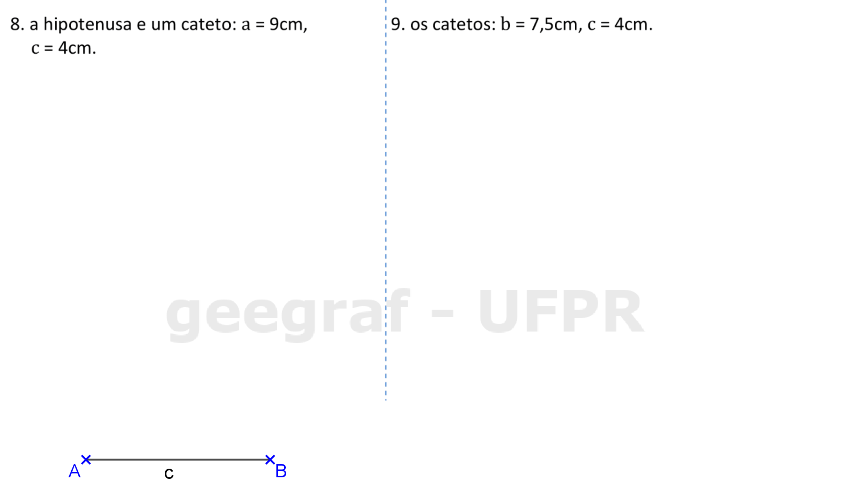 8. a hipotenusa e um cateto: a = 9cm,
c = 4cm.
9. os catetos: b = 7,5cm, c = 4cm.
geegraf - UFPR
A c B